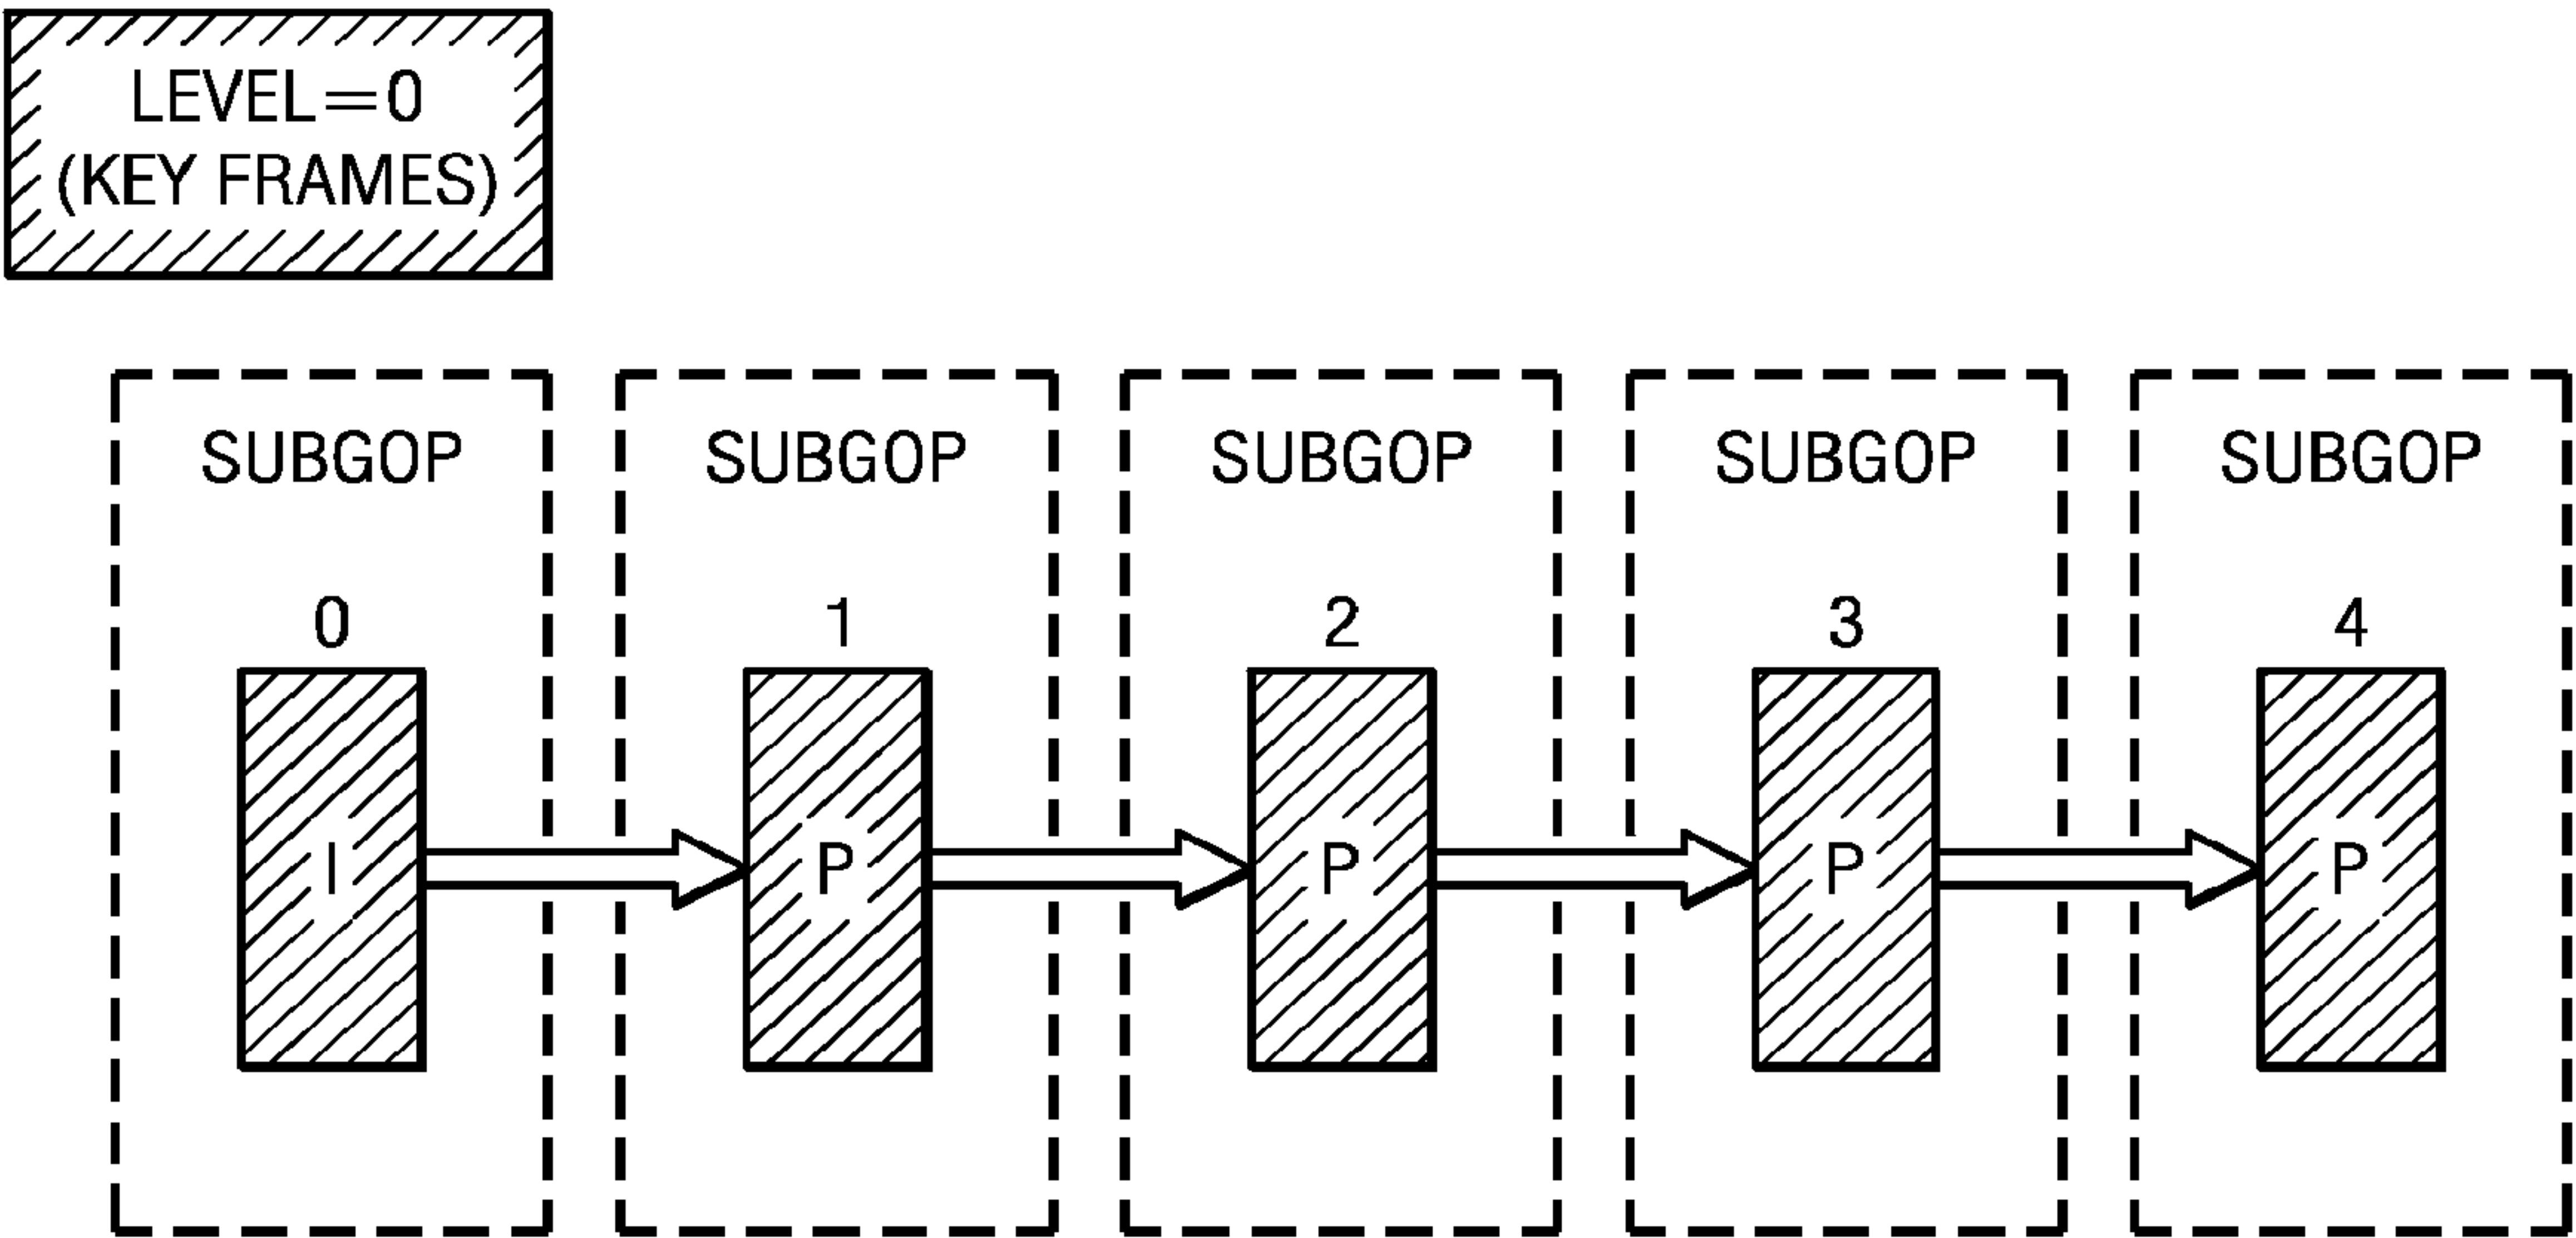 LEVEL=0
(KEY FRAMES)
SUBGOP SUBGOP SUBGOP SUBGOP SUBGOP
0 1 2 3 4
I P P P P